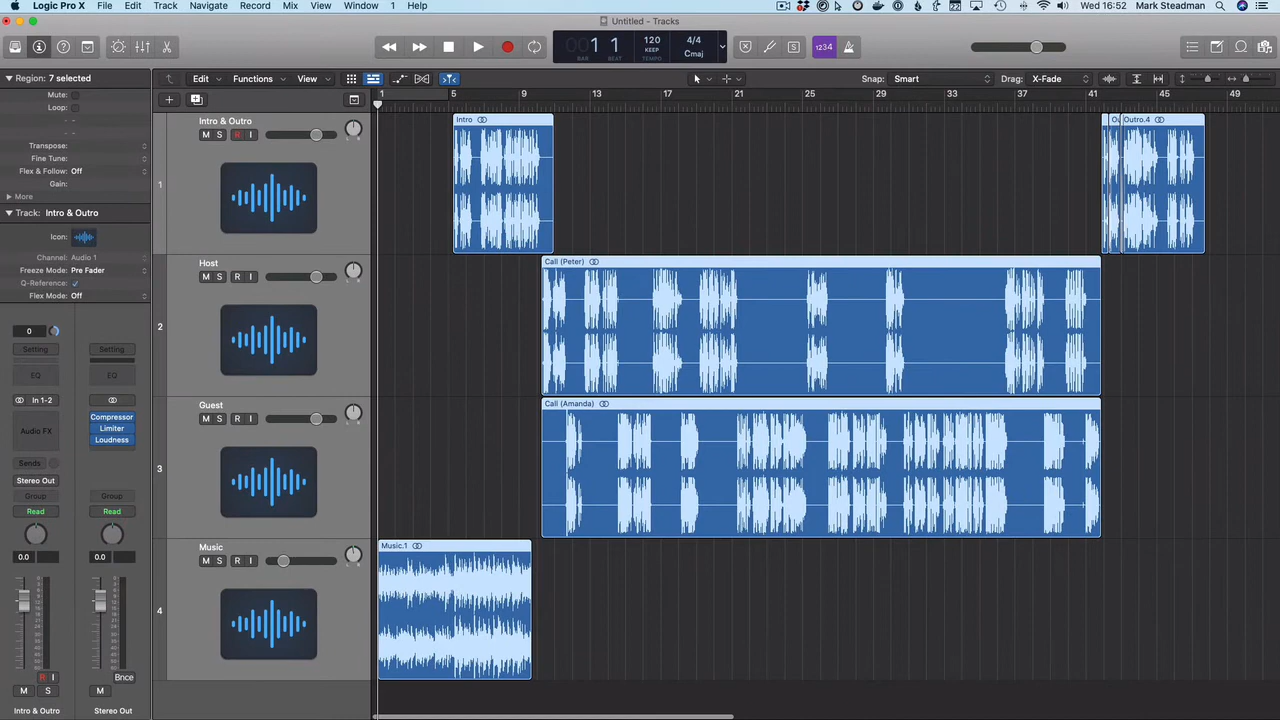 Logic Pro X File Edit Track Navigate Record Mix View Window 1 Help Wed 16:52 Mark Steadman
Untitled - Tracks
001 1 120 4/4
KEEP Cmaj
BAR BEAT TEMPO
1234
Region: 7 selected
Edit Functions View Snap: Smart Drag: X-Fade
Mute:
Loop:
1 5 9 13 17 21 25 29 33 37 41 45 49
Transpose:
Fine Tune:
Flex & Follow: Off
Gain:
More
Track: Intro & Outro
Icon:
Channel: Audio 1
Freeze Mode: Pre Fader
Q-Reference: ✓
Flex Mode: Off
0
Setting Setting
EQ EQ
In 1-2
Audio FX
Compressor
Limiter
Loudness
Sends
Stereo Out
Group Group
Read Read
0.0 0.0
R I Bnce
M S M
Intro & Outro Stereo Out
1
Intro & Outro
M S R I
Intro
Ou Outro.4
2
Host
M S R I
Call (Peter)
3
Guest
M S R I
Call (Amanda)
4
Music
M S R I
Music.1